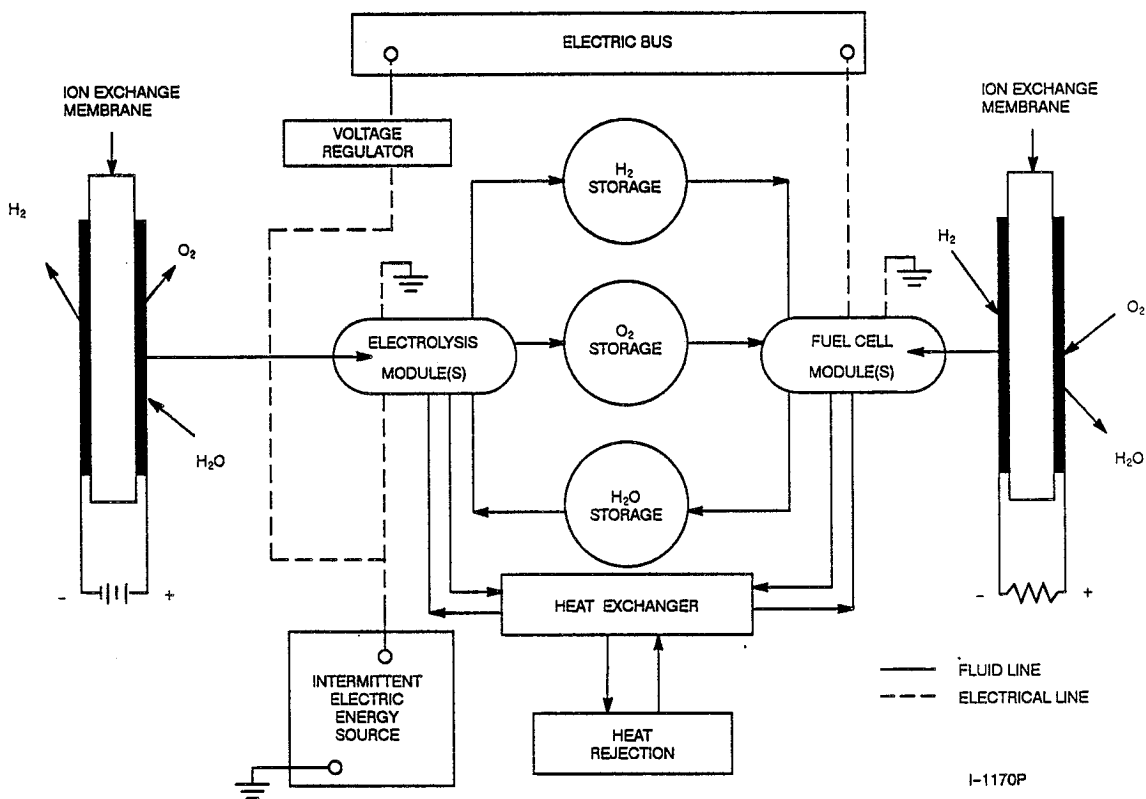 ELECTRIC BUS
ION EXCHANGE
MEMBRANE
ION EXCHANGE
MEMBRANE
VOLTAGE
REGULATOR
H₂
STORAGE
H₂
O₂
H₂
O₂
ELECTROLYSIS
MODULE(S)
O₂
STORAGE
FUEL CELL
MODULE(S)
H₂O
H₂O
H₂O
STORAGE
- +
HEAT EXCHANGER
- +
INTERMITTENT
ELECTRIC
ENERGY
SOURCE
HEAT
REJECTION
FLUID LINE
ELECTRICAL LINE
I-1170P